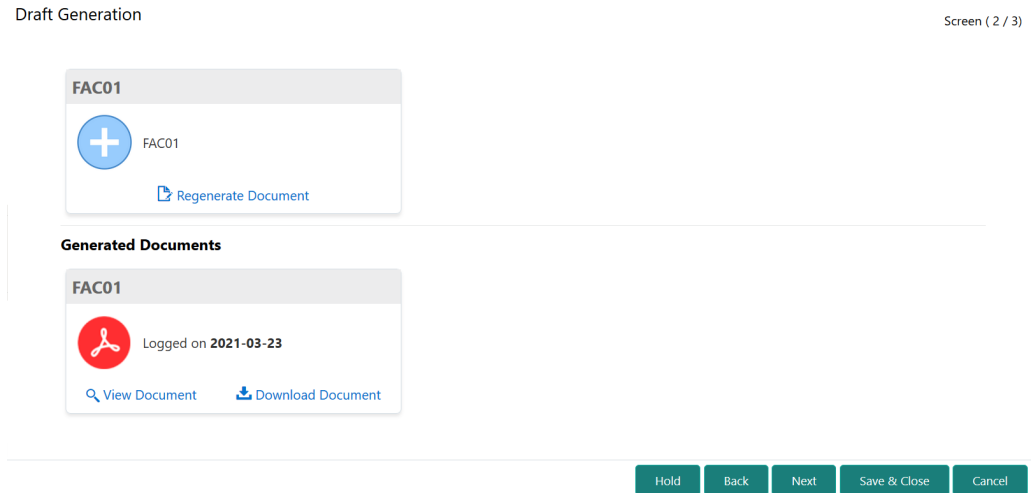 Draft Generation
Screen ( 2 / 3)
FAC01
FAC01
Regenerate Document
Generated Documents
FAC01
Logged on 2021-03-23
View Document Download Document
Hold Back Next Save & Close Cancel